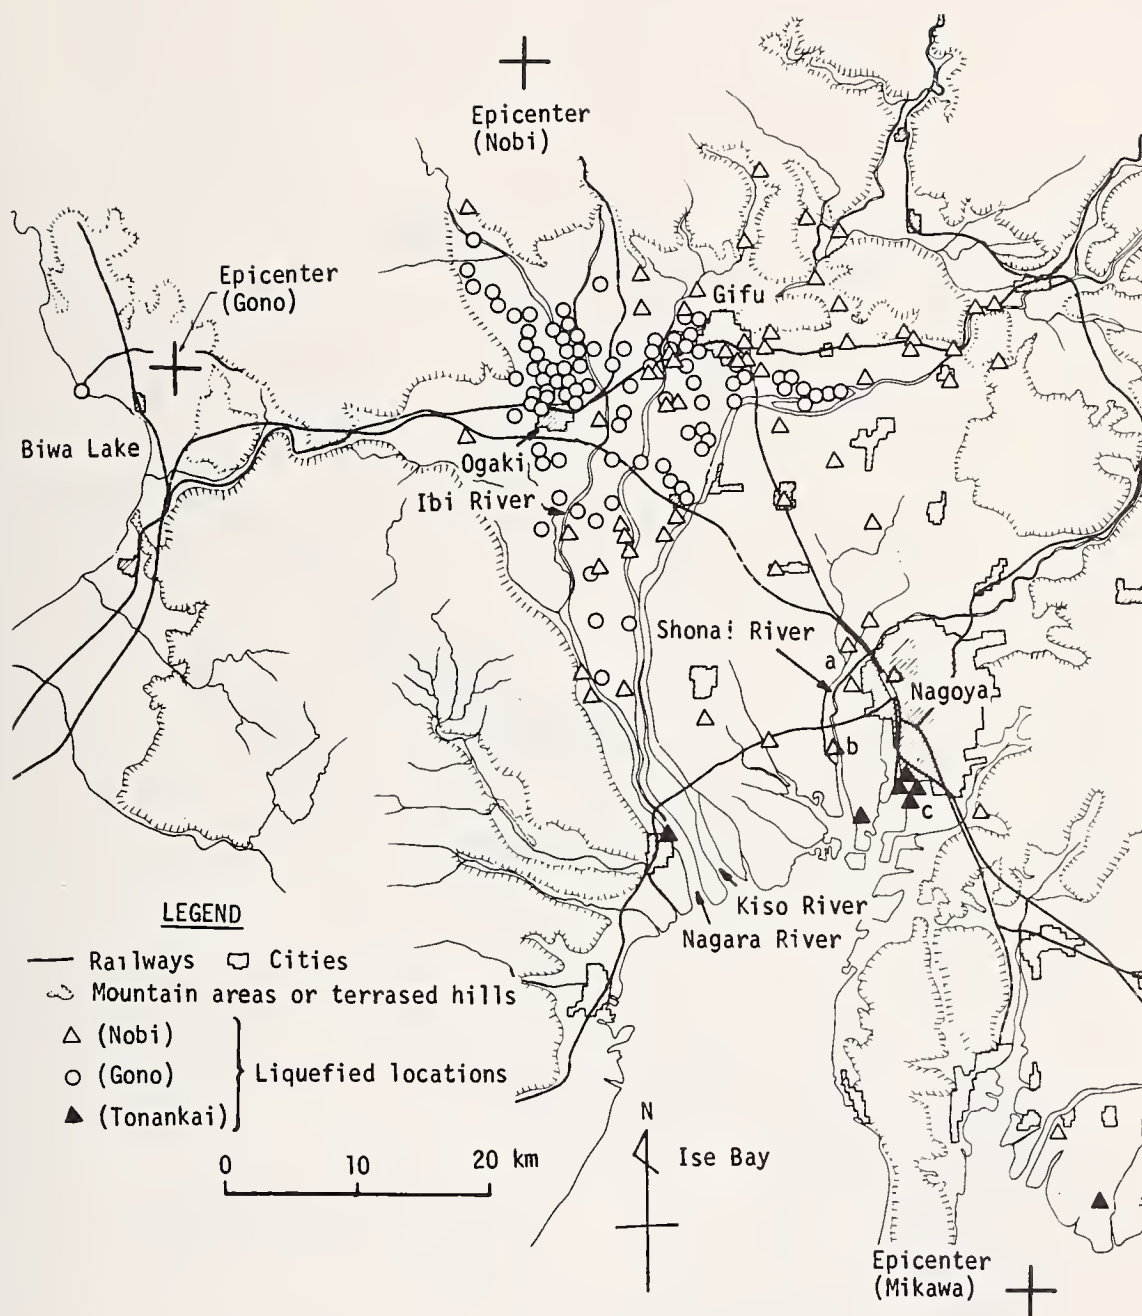 Epicenter
(Nobi)
Epicenter
(Gono)
Gifu
Biwa Lake
Ogaki
Ibi River
Shonai River
a
Nagoya
b
c
Kiso River
Nagara River
LEGEND
Railways Cities
Mountain areas or terrased hills
(Nobi)
(Gono) Liquefied locations
(Tonankai)
0 10 20 km
N
Ise Bay
Epicenter
(Mikawa)